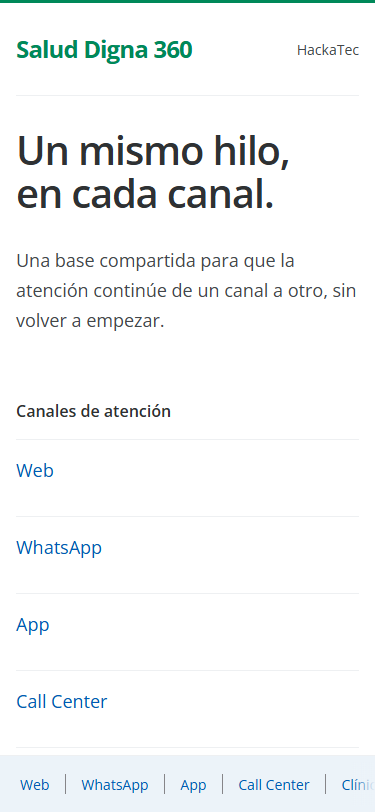 Salud Digna 360
HackaTec
Un mismo hilo,
en cada canal.
Una base compartida para que la
atención continúe de un canal a otro, sin
volver a empezar.
Canales de atención
Web
WhatsApp
App
Call Center
Web | WhatsApp | App | Call Center | Clínic